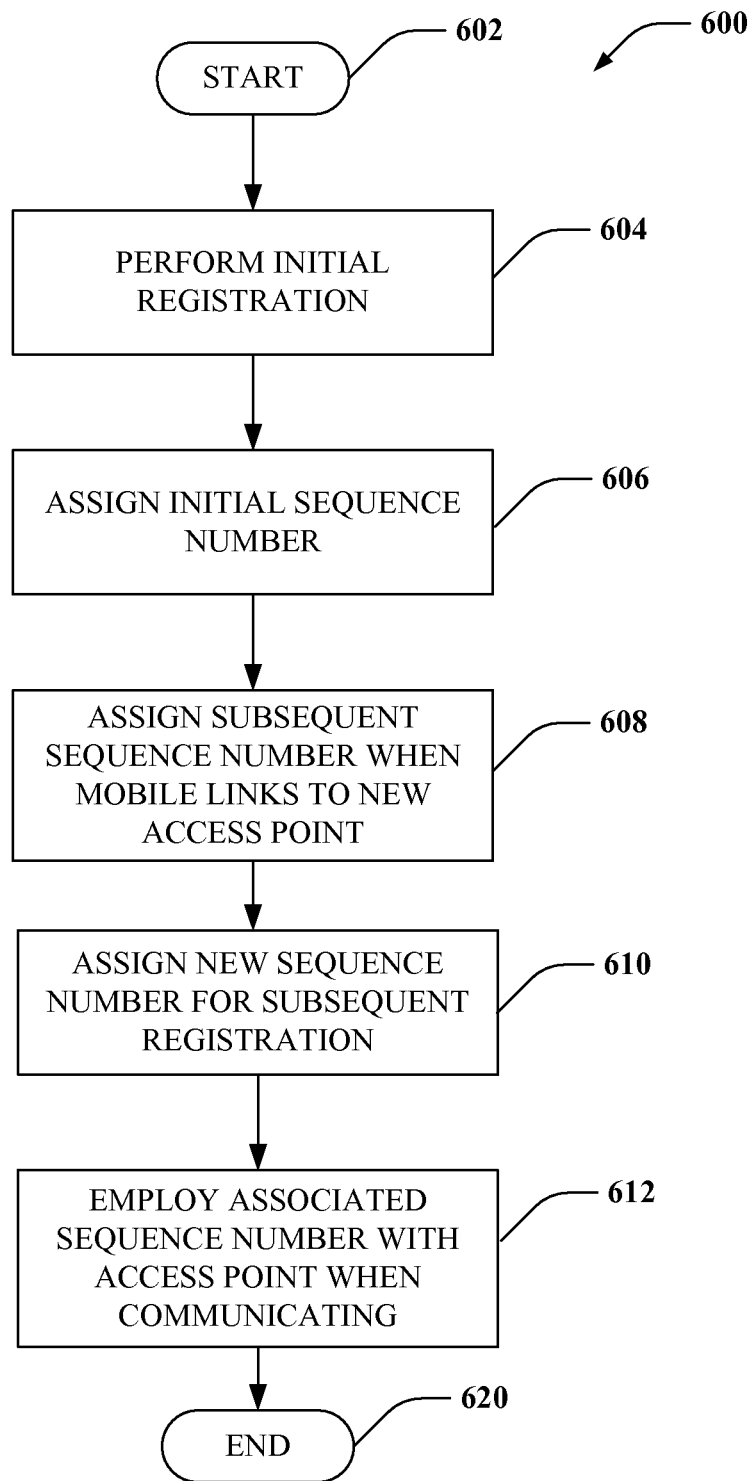 602
600
START
604
PERFORM INITIAL
REGISTRATION
606
ASSIGN INITIAL SEQUENCE
NUMBER
608
ASSIGN SUBSEQUENT
SEQUENCE NUMBER WHEN
MOBILE LINKS TO NEW
ACCESS POINT
610
ASSIGN NEW SEQUENCE
NUMBER FOR SUBSEQUENT
REGISTRATION
612
EMPLOY ASSOCIATED
SEQUENCE NUMBER WITH
ACCESS POINT WHEN
COMMUNICATING
620
END